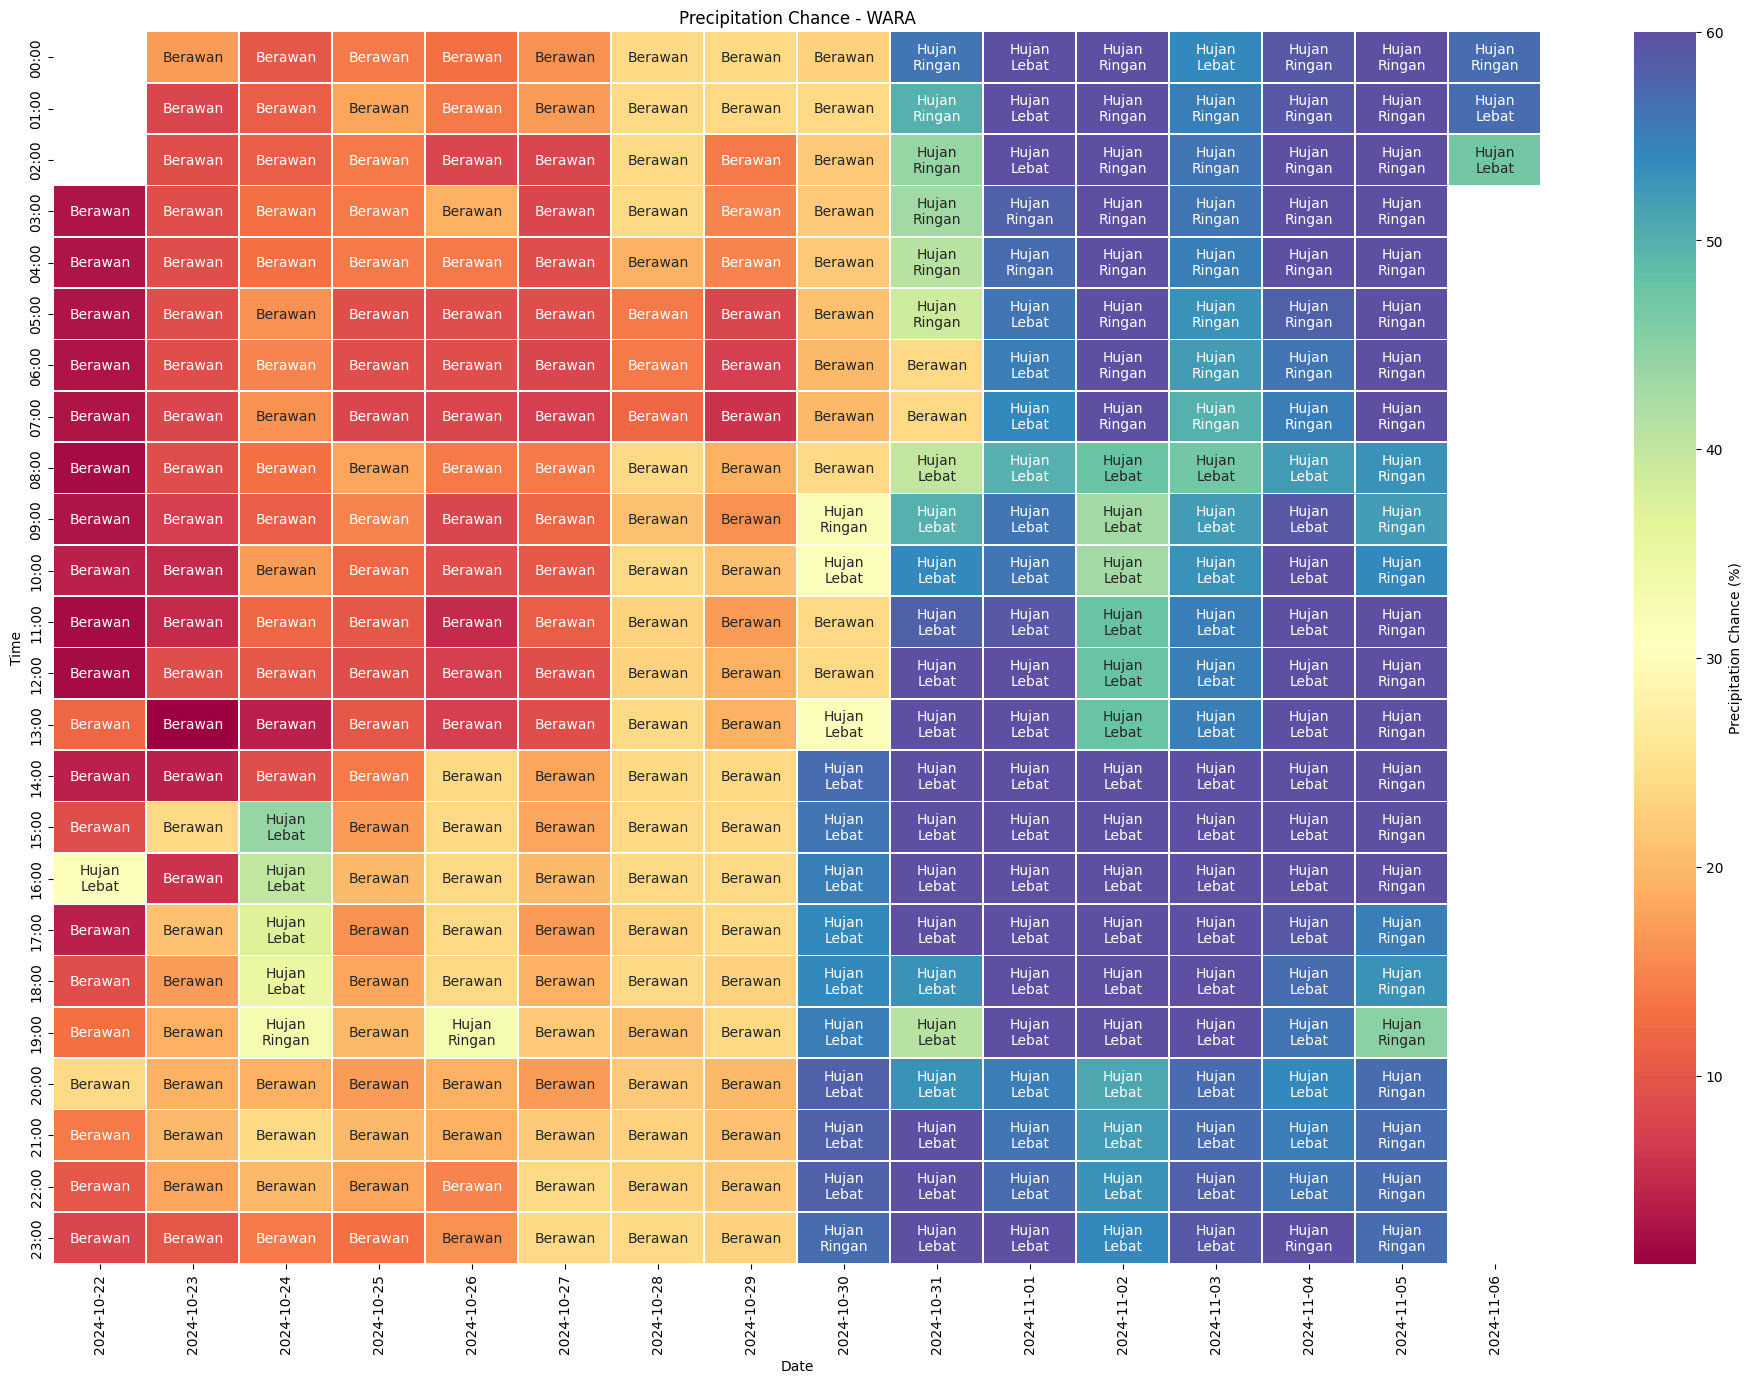 Precipitation Chance - WARA
Hujan Hujan Hujan Hujan Hujan Hujan Hujan
00:00 Berawan Berawan Berawan Berawan Berawan Berawan Berawan Berawan
Ringan Lebat Ringan Lebat Ringan Ringan Ringan
Hujan Hujan Hujan Hujan Hujan Hujan Hujan
01:00 Berawan Berawan Berawan Berawan Berawan Berawan Berawan Berawan
Ringan Lebat Ringan Ringan Ringan Ringan Lebat
Hujan Hujan Hujan Hujan Hujan Hujan Hujan
02:00 Berawan Berawan Berawan Berawan Berawan Berawan Berawan Berawan
Ringan Lebat Ringan Ringan Ringan Ringan Lebat
Hujan Hujan Hujan Hujan Hujan Hujan
03:00 Berawan Berawan Berawan Berawan Berawan Berawan Berawan Berawan Berawan
Ringan Ringan Ringan Ringan Ringan Ringan
Hujan Hujan Hujan Hujan Hujan Hujan
04:00 Berawan Berawan Berawan Berawan Berawan Berawan Berawan Berawan Berawan
Ringan Ringan Ringan Ringan Ringan Ringan
Hujan Hujan Hujan Hujan Hujan Hujan
05:00 Berawan Berawan Berawan Berawan Berawan Berawan Berawan Berawan Berawan
Ringan Lebat Ringan Ringan Ringan Ringan
Hujan Hujan Hujan Hujan Hujan
06:00 Berawan Berawan Berawan Berawan Berawan Berawan Berawan Berawan Berawan Berawan
Lebat Ringan Ringan Ringan Ringan
Hujan Hujan Hujan Hujan Hujan
07:00 Berawan Berawan Berawan Berawan Berawan Berawan Berawan Berawan Berawan Berawan
Lebat Ringan Ringan Ringan Ringan
Hujan Hujan Hujan Hujan Hujan Hujan
08:00 Berawan Berawan Berawan Berawan Berawan Berawan Berawan Berawan Berawan
Lebat Lebat Lebat Lebat Lebat Ringan
Hujan Hujan Hujan Hujan Hujan Hujan Hujan
09:00 Berawan Berawan Berawan Berawan Berawan Berawan Berawan Berawan
Ringan Lebat Lebat Lebat Lebat Lebat Ringan
Hujan Hujan Hujan Hujan Hujan Hujan Hujan
10:00 Berawan Berawan Berawan Berawan Berawan Berawan Berawan Berawan
Lebat Lebat Lebat Lebat Lebat Lebat Ringan
Hujan Hujan Hujan Hujan Hujan Hujan
11:00 Berawan Berawan Berawan Berawan Berawan Berawan Berawan Berawan Berawan
Lebat Lebat Lebat Lebat Lebat Ringan
Hujan Hujan Hujan Hujan Hujan Hujan
12:00 Berawan Berawan Berawan Berawan Berawan Berawan Berawan Berawan Berawan
Lebat Lebat Lebat Lebat Lebat Ringan
Hujan Hujan Hujan Hujan Hujan Hujan Hujan
13:00 Berawan Berawan Berawan Berawan Berawan Berawan Berawan Berawan
Lebat Lebat Lebat Lebat Lebat Lebat Ringan
Hujan Hujan Hujan Hujan Hujan Hujan Hujan
14:00 Berawan Berawan Berawan Berawan Berawan Berawan Berawan Berawan
Lebat Lebat Lebat Lebat Lebat Lebat Ringan
Hujan Hujan Hujan Hujan Hujan Hujan Hujan Hujan
15:00 Berawan Berawan Berawan Berawan Berawan Berawan Berawan
Lebat Lebat Lebat Lebat Lebat Lebat Lebat Ringan
Hujan Hujan Hujan Hujan Hujan Hujan Hujan Hujan Hujan
16:00 Berawan Berawan Berawan Berawan Berawan Berawan
Lebat Lebat Lebat Lebat Lebat Lebat Lebat Lebat Ringan
Hujan Hujan Hujan Hujan Hujan Hujan Hujan Hujan
17:00 Berawan Berawan Berawan Berawan Berawan Berawan Berawan
Lebat Lebat Lebat Lebat Lebat Lebat Lebat Ringan
Hujan Hujan Hujan Hujan Hujan Hujan Hujan Hujan
18:00 Berawan Berawan Berawan Berawan Berawan Berawan Berawan
Lebat Lebat Lebat Lebat Lebat Lebat Lebat Ringan
Hujan Hujan Hujan Hujan Hujan Hujan Hujan Hujan Hujan
19:00 Berawan Berawan Berawan Berawan Berawan Berawan
Ringan Ringan Lebat Lebat Lebat Lebat Lebat Lebat Ringan
Hujan Hujan Hujan Hujan Hujan Hujan Hujan
20:00 Berawan Berawan Berawan Berawan Berawan Berawan Berawan Berawan
Lebat Lebat Lebat Lebat Lebat Lebat Ringan
Hujan Hujan Hujan Hujan Hujan Hujan Hujan
21:00 Berawan Berawan Berawan Berawan Berawan Berawan Berawan Berawan
Lebat Lebat Lebat Lebat Lebat Lebat Ringan
Hujan Hujan Hujan Hujan Hujan Hujan Hujan
22:00 Berawan Berawan Berawan Berawan Berawan Berawan Berawan Berawan
Lebat Lebat Lebat Lebat Lebat Lebat Ringan
Hujan Hujan Hujan Hujan Hujan Hujan Hujan
23:00 Berawan Berawan Berawan Berawan Berawan Berawan Berawan Berawan
Ringan Lebat Lebat Lebat Lebat Ringan Ringan
Time
2024-10-22
2024-10-23
2024-10-24
2024-10-25
2024-10-26
2024-10-27
2024-10-28
2024-10-29
2024-10-30
2024-10-31
2024-11-01
2024-11-02
2024-11-03
2024-11-04
2024-11-05
2024-11-06
Date
60
50
40
30
20
10
Precipitation Chance (%)